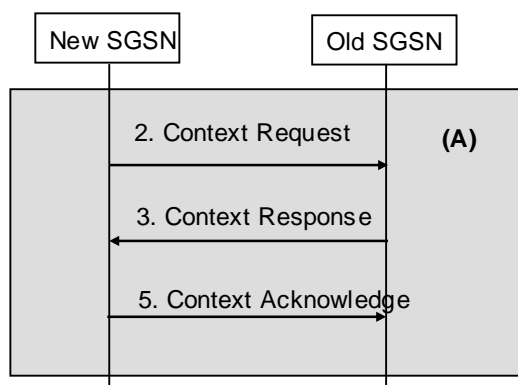 New SGSN
Old SGSN
2. Context Request
(A)
3. Context Response
5. Context Acknowledge